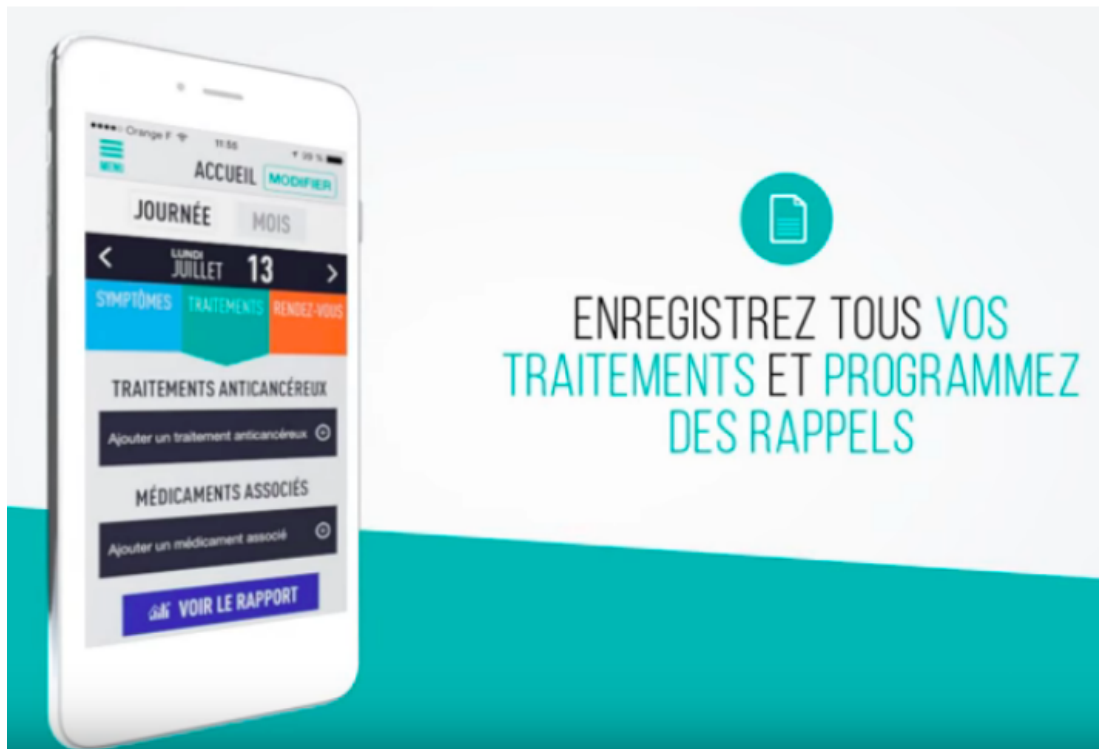 Orange F 11:55 99 %
MENU
ACCUEIL
MODIFIER
JOURNÉE
MOIS
LUNDI
JUILLET 13
SYMPTÔMES
TRAITEMENTS
RENDEZ-VOUS
TRAITEMENTS ANTICANCÉREUX
Ajouter un traitement anticancéreux
MÉDICAMENTS ASSOCIÉS
Ajouter un médicament associé
VOIR LE RAPPORT
ENREGISTREZ TOUS VOS
TRAITEMENTS ET PROGRAMMEZ
DES RAPPELS